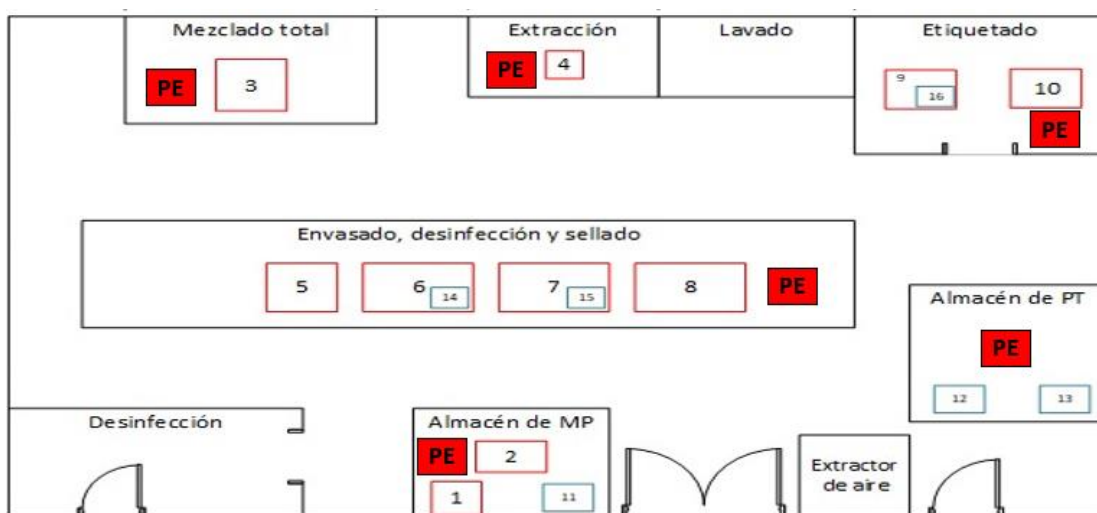 Mezclado total
Extracción
Lavado
Etiquetado
PE
3
PE
4
9
16
10
PE
Envasado, desinfección y sellado
5
6
14
7
15
8
PE
Almacén de PT
PE
12
13
Desinfección
Almacén de MP
PE
2
1
11
Extractor
de aire